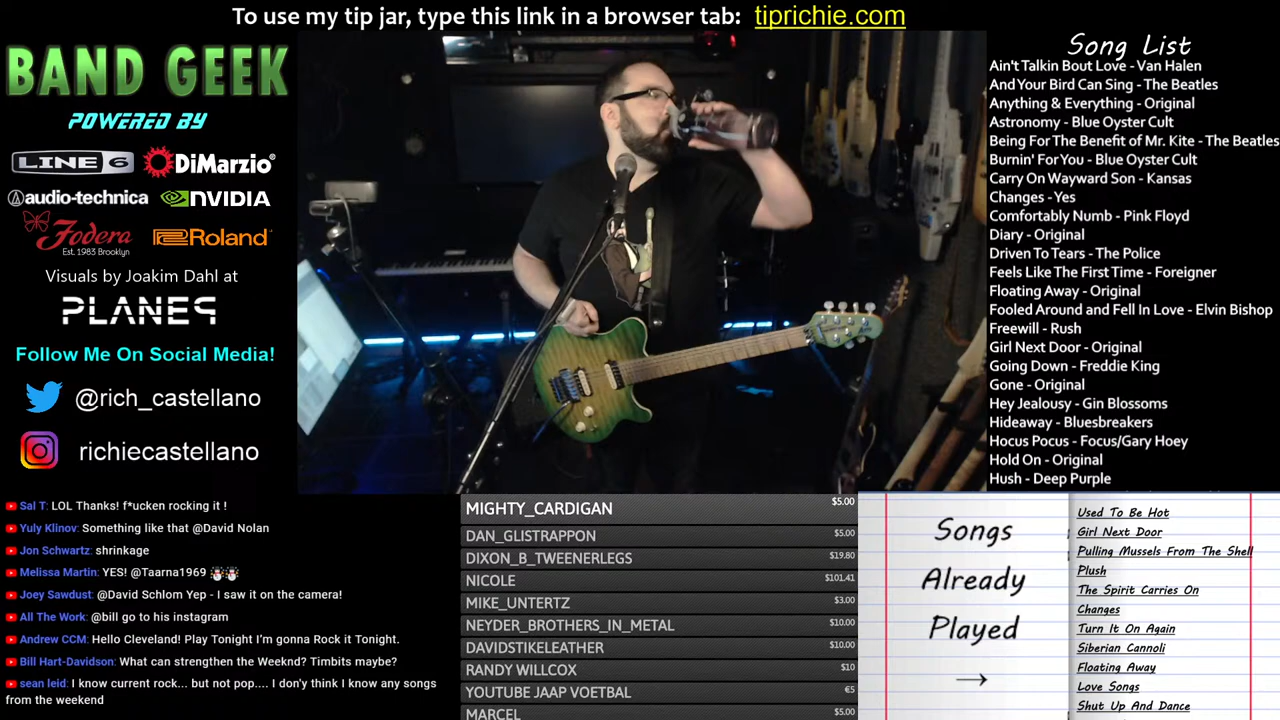 To use my tip jar, type this link in a browser tab: tiprichie.com
BAND GEEK
POWERED BY
LINE 6
DiMarzio®
audio-technica
NVIDIA
Fodera
Est. 1983 Brooklyn
Roland
Visuals by Joakim Dahl at
PLANE9
Follow Me On Social Media!
@rich_castellano
richiecastellano
Song List
Ain't Talkin Bout Love - Van Halen
And Your Bird Can Sing - The Beatles
Anything & Everything - Original
Astronomy - Blue Oyster Cult
Being For The Benefit of Mr. Kite - The Beatles
Burnin' For You - Blue Oyster Cult
Carry On Wayward Son - Kansas
Changes - Yes
Comfortably Numb - Pink Floyd
Diary - Original
Driven To Tears - The Police
Feels Like The First Time - Foreigner
Floating Away - Original
Fooled Around and Fell In Love - Elvin Bishop
Freewill - Rush
Girl Next Door - Original
Going Down - Freddie King
Gone - Original
Hey Jealousy - Gin Blossoms
Hideaway - Bluesbreakers
Hocus Pocus - Focus/Gary Hoey
Hold On - Original
Hush - Deep Purple
Sal T: LOL Thanks! f*ucken rocking it !
Yuly Klinov: Something like that @David Nolan
Jon Schwartz: shrinkage
Melissa Martin: YES! @Taarna1969 ☃️☃️
Joey Sawdust: @David Schlom Yep - I saw it on the camera!
All The Work: @bill go to his instagram
Andrew CCM: Hello Cleveland! Play Tonight I'm gonna Rock it Tonight.
Bill Hart-Davidson: What can strengthen the Weeknd? Timbits maybe?
sean leid: I know current rock... but not pop.... I don'y think I know any songs
from the weekend
MIGHTY_CARDIGAN $5.00
DAN_GLISTRAPPON $5.00
DIXON_B_TWEENERLEGS $19.80
NICOLE $101.41
MIKE_UNTERTZ $3.00
NEYDER_BROTHERS_IN_METAL $10.00
DAVIDSTIKELEATHER $10.00
RANDY WILLCOX $10
YOUTUBE JAAP VOETBAL €5
MARCEL $5.00
Songs
Already
Played
→
Used To Be Hot
Girl Next Door
Pulling Mussels From The Shell
Plush
The Spirit Carries On
Changes
Turn It On Again
Siberian Cannoli
Floating Away
Love Songs
Shut Up And Dance